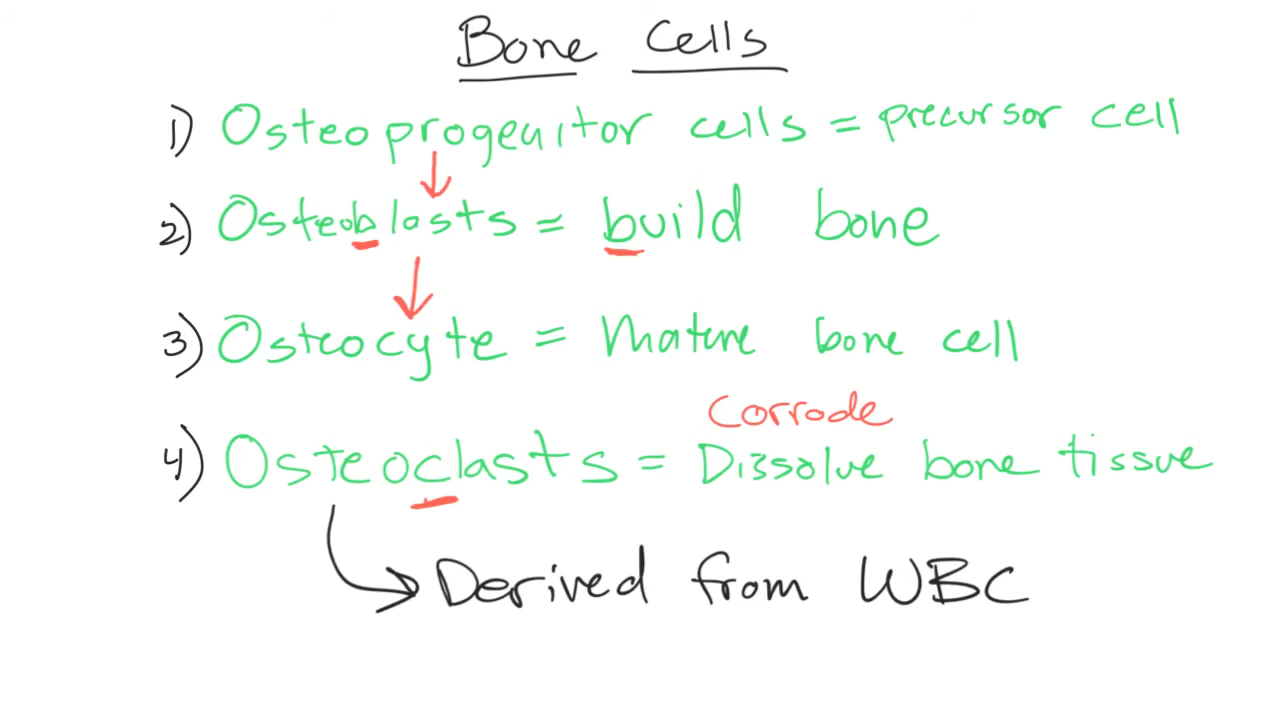 Bone Cells
1) Osteoprogenitor cells = precursor cell
2) Osteoblasts = build bone
3) Osteocyte = Mature bone cell
Corrode
4) Osteoclasts = Dissolve bone tissue
Derived from WBC